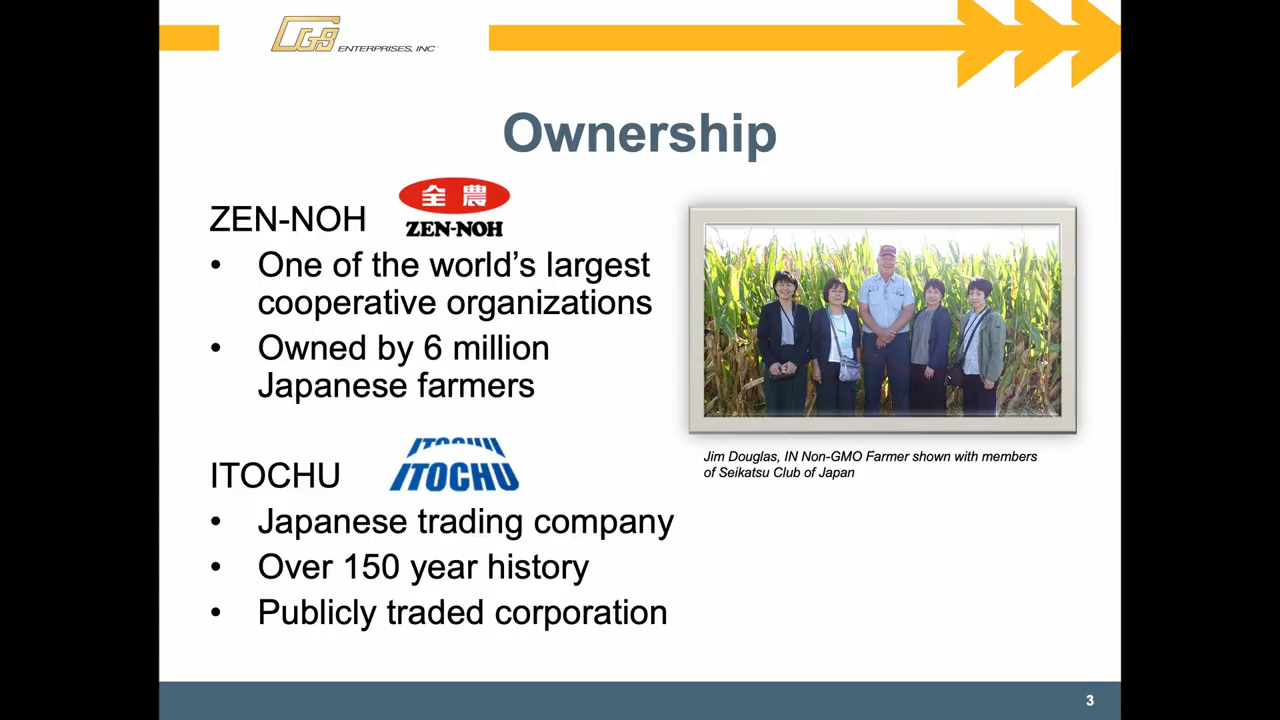 CGB ENTERPRISES, INC
Ownership
ZEN-NOH
全農
ZEN-NOH
• One of the world’s largest
cooperative organizations
• Owned by 6 million
Japanese farmers
ITOCHU
ITOCHU
ITOCHU
• Japanese trading company
• Over 150 year history
• Publicly traded corporation
Jim Douglas, IN Non-GMO Farmer shown with members
of Seikatsu Club of Japan
3